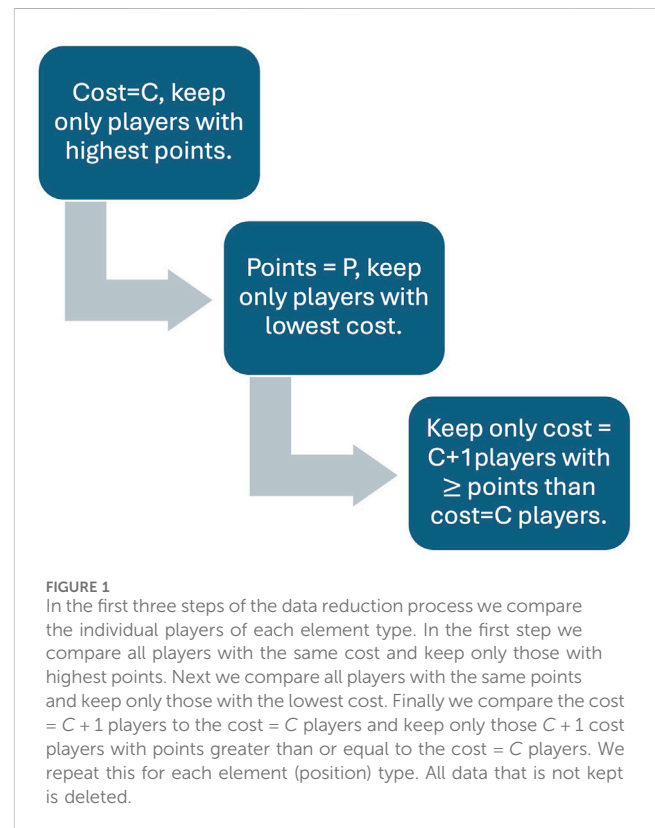 Cost=C, keep
only players with
highest points.
Points = P, keep
only players with
lowest cost.
Keep only cost =
C+1players with
≥ points than
cost=C players.
FIGURE 1
In the first three steps of the data reduction process we compare
the individual players of each element type. In the first step we
compare all players with the same cost and keep only those with
highest points. Next we compare all players with the same points
and keep only those with the lowest cost. Finally we compare the cost
= C + 1 players to the cost = C players and keep only those C + 1 cost
players with points greater than or equal to the cost = C players. We
repeat this for each element (position) type. All data that is not kept
is deleted.